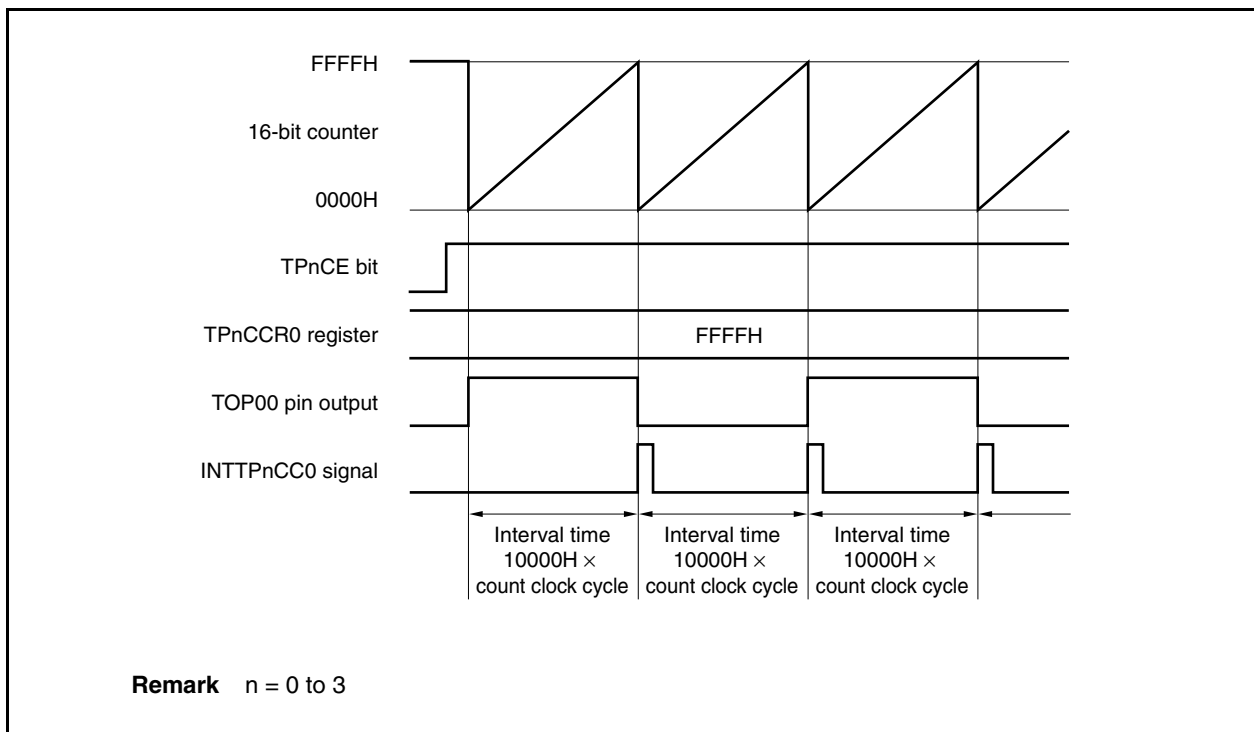 FFFFH
16-bit counter
0000H
TPnCE bit
TPnCCR0 register
FFFFH
TOP00 pin output
INTTPnCC0 signal
Interval time
10000H ×
count clock cycle
Interval time
10000H ×
count clock cycle
Interval time
10000H ×
count clock cycle
Remark n = 0 to 3